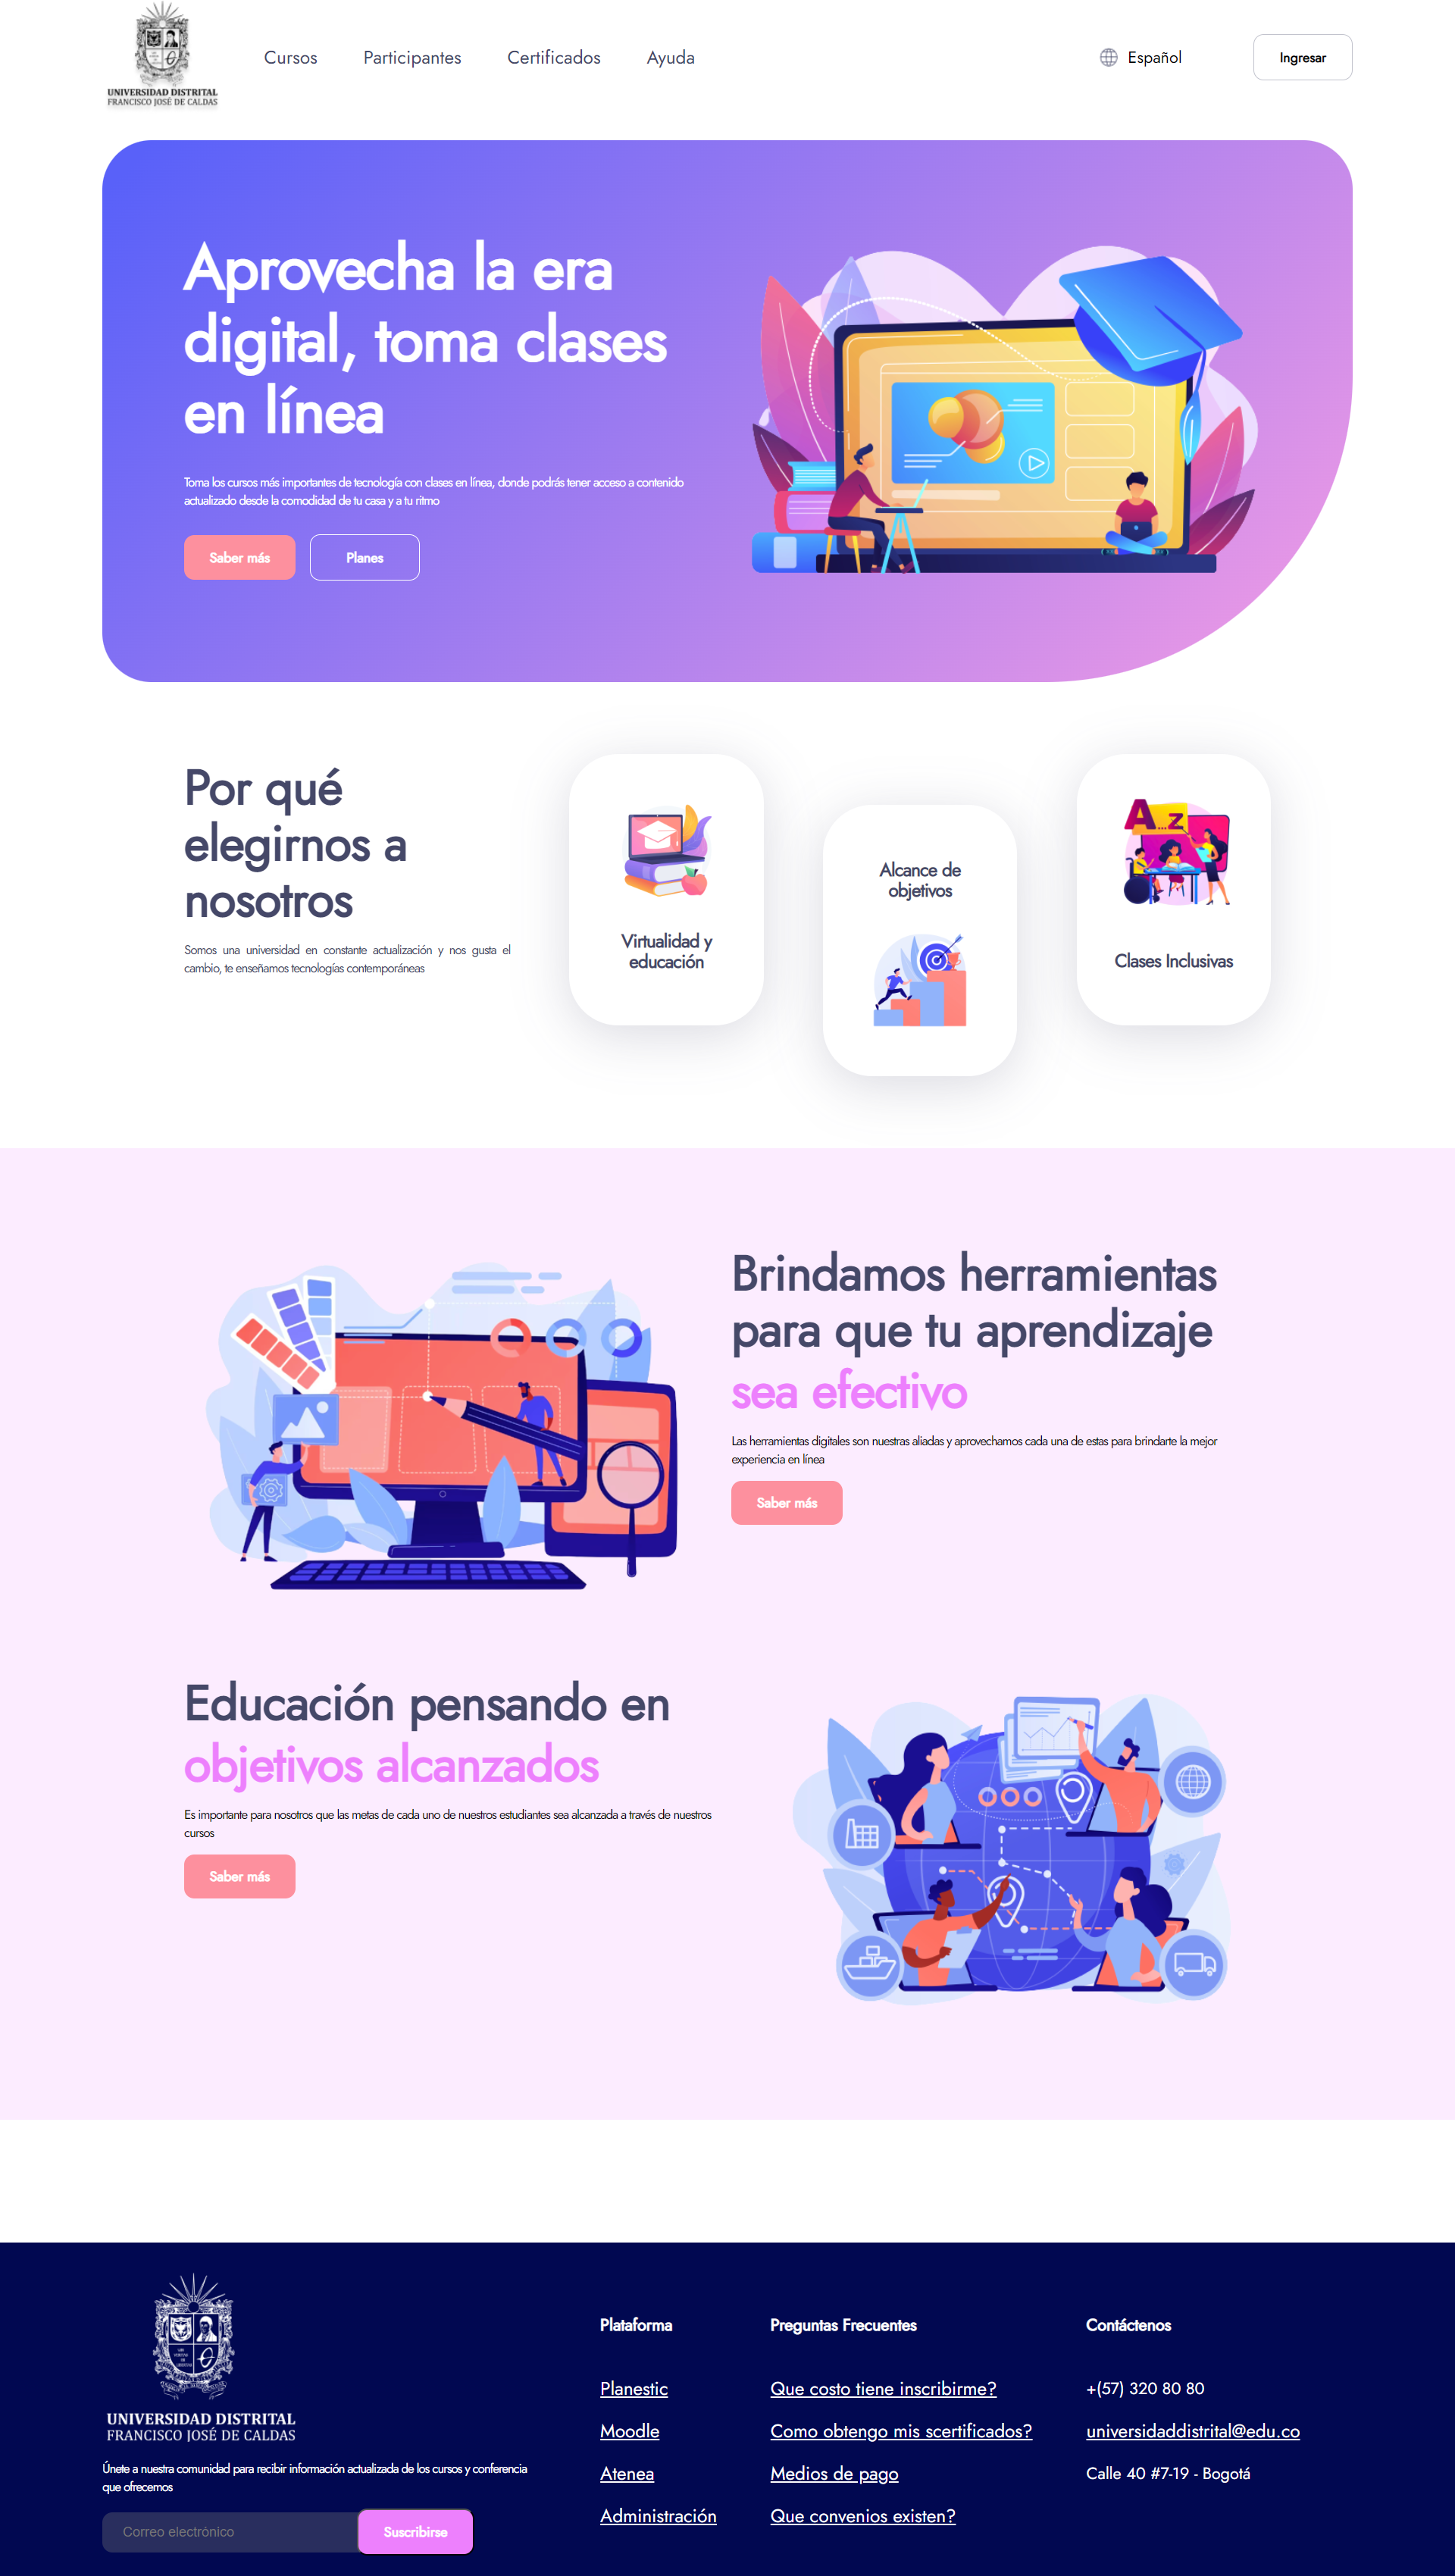 UNIVERSIDAD DISTRITAL
FRANCISCO JOSÉ DE CALDAS
Cursos
Participantes
Certificados
Ayuda
Español
Ingresar
Aprovecha la era
digital, toma clases
en línea
Toma los cursos más importantes de tecnología con clases en línea, donde podrás tener acceso a contenido
actualizado desde la comodidad de tu casa y a tu ritmo
Saber más
Planes
Por qué
elegirnos a
nosotros
Somos una universidad en constante actualización y nos gusta el
cambio, te enseñamos tecnologías contemporáneas
Virtualidad y
educación
Alcance de
objetivos
A...z
Clases Inclusivas
Brindamos herramientas
para que tu aprendizaje
sea efectivo
Las herramientas digitales son nuestras aliadas y aprovechamos cada una de estas para brindarte la mejor
experiencia en línea
Saber más
Educación pensando en
objetivos alcanzados
Es importante para nosotros que las metas de cada uno de nuestros estudiantes sea alcanzada a través de nuestros
cursos
Saber más
UNIVERSIDAD DISTRITAL
FRANCISCO JOSÉ DE CALDAS
Únete a nuestra comunidad para recibir información actualizada de los cursos y conferencia
que ofrecemos
Correo electrónico
Suscribirse
Plataforma
Planestic
Moodle
Atenea
Administración
Preguntas Frecuentes
Que costo tiene inscribirme?
Como obtengo mis scertificados?
Medios de pago
Que convenios existen?
Contáctenos
+(57) 320 80 80
universidaddistrital@edu.co
Calle 40 #7-19 - Bogotá